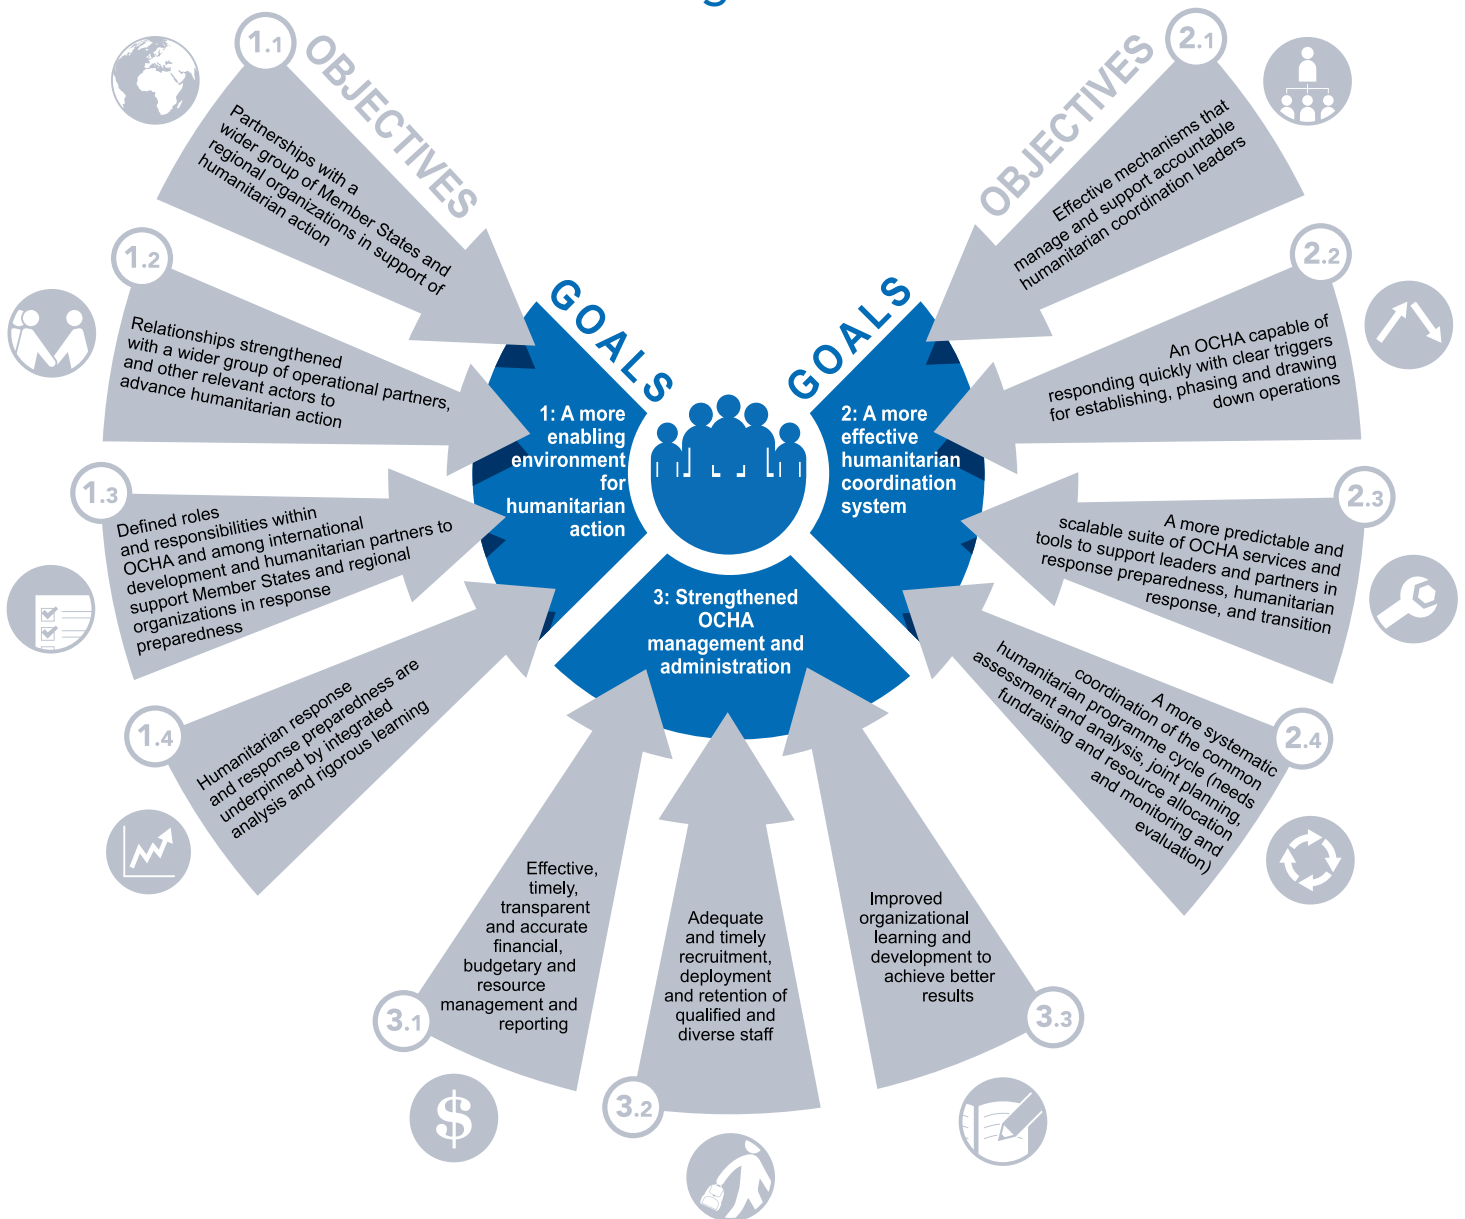 1.1
OBJECTIVES
Partnerships with a
wider group of Member States and
regional organizations in support of
humanitarian action
1.2
Relationships strengthened
with a wider group of operational partners,
and other relevant actors to
advance humanitarian action
1.3
Defined roles
and responsibilities within
OCHA and among international
development and humanitarian partners to
support Member States and regional
organizations in response
preparedness
1.4
Humanitarian response
and response preparedness are
underpinned by integrated
analysis and rigorous learning
GOALS
1: A more
enabling
environment
for
humanitarian
action
2.1
OBJECTIVES
Effective mechanisms that
manage and support accountable
humanitarian coordination leaders
2.2
An OCHA capable of
responding quickly with clear triggers
for establishing, phasing and drawing
down operations
2.3
A more predictable and
scalable suite of OCHA services and
tools to support leaders and partners in
response preparedness, humanitarian
response, and transition
2.4
A more systematic
coordination of the common
humanitarian programme cycle (needs
assessment and analysis, joint planning,
fundraising and resource allocation
and monitoring and
evaluation)
GOALS
2: A more
effective
humanitarian
coordination
system
3: Strengthened
OCHA
management and
administration
3.1
Effective,
timely,
transparent
and accurate
financial,
budgetary and
resource
management and
reporting
$
3.2
Adequate
and timely
recruitment,
deployment
and retention of
qualified and
diverse staff
3.3
Improved
organizational
learning and
development to
achieve better
results